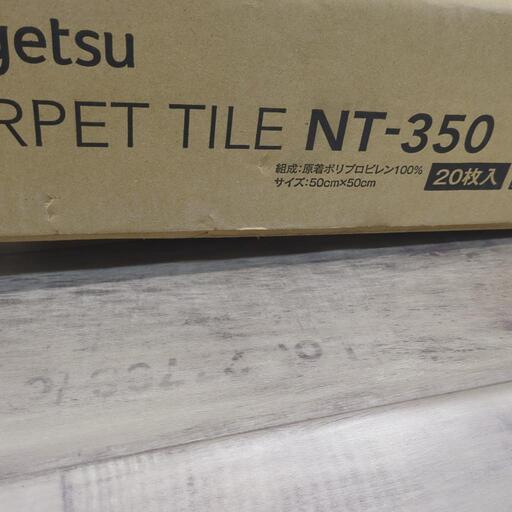 getsu
RPET TILE NT-350
組成:原着ポリプロピレン100%
サイズ:50cm×50cm
20枚入